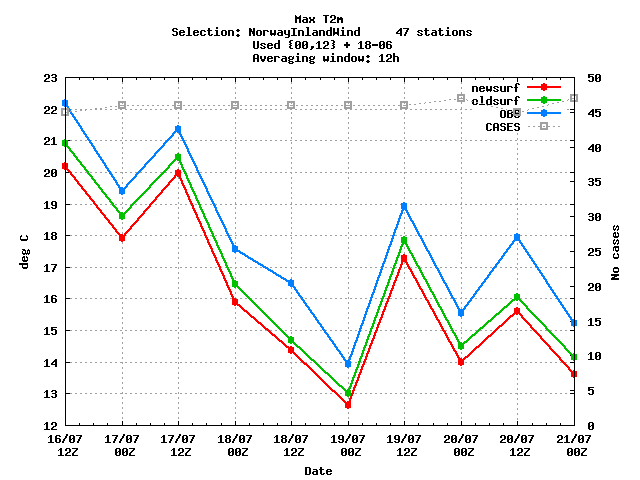 Max T2m
Selection: NorwayInlandWind     47 stations
Used {00,12} + 18-06
Averaging window: 12h
newsurf
oldsurf
OBS
CASES
deg C
23
22
21
20
19
18
17
16
15
14
13
12
50
45
40
35
30
25
20
15
10
5
0
No cases
16/07 17/07 17/07 18/07 18/07 19/07 19/07 20/07 20/07 21/07
12Z 00Z 12Z 00Z 12Z 00Z 12Z 00Z 12Z 00Z
Date